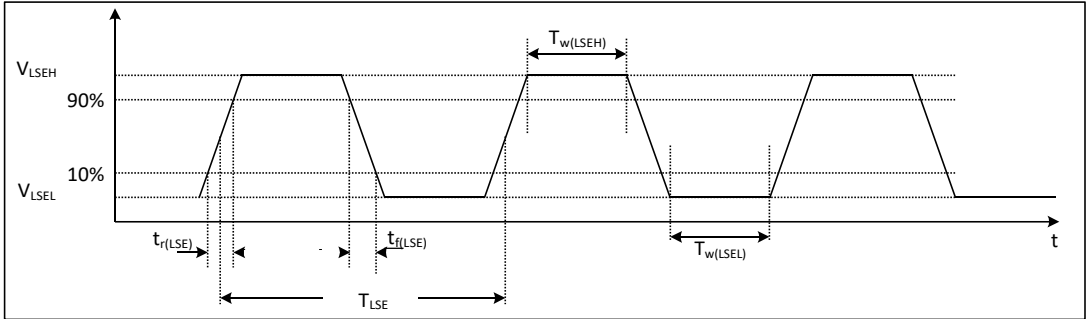 T_w(LSEH)
V_LSEH
90%
10%
V_LSEL
t_r(LSE)
t_f(LSE)
T_w(LSEL)
t
T_LSE